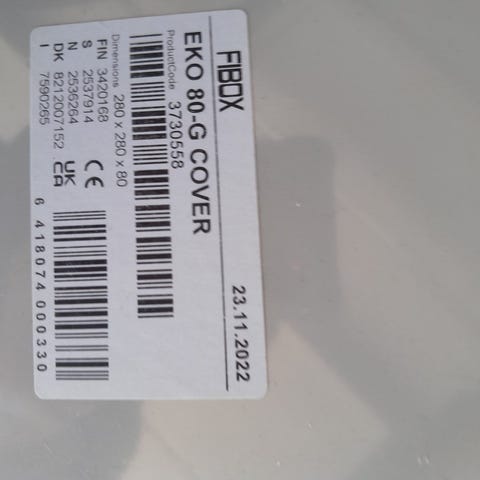 FIBOX 23.11.2022
EKO 80-G COVER
ProductCode 3730558
Dimensions 280 x 280 x 80
FIN 3420168
S 2537914
N 2536264
DK 8212007152
I 7590265
CE
UK
CA
6 418074 000330